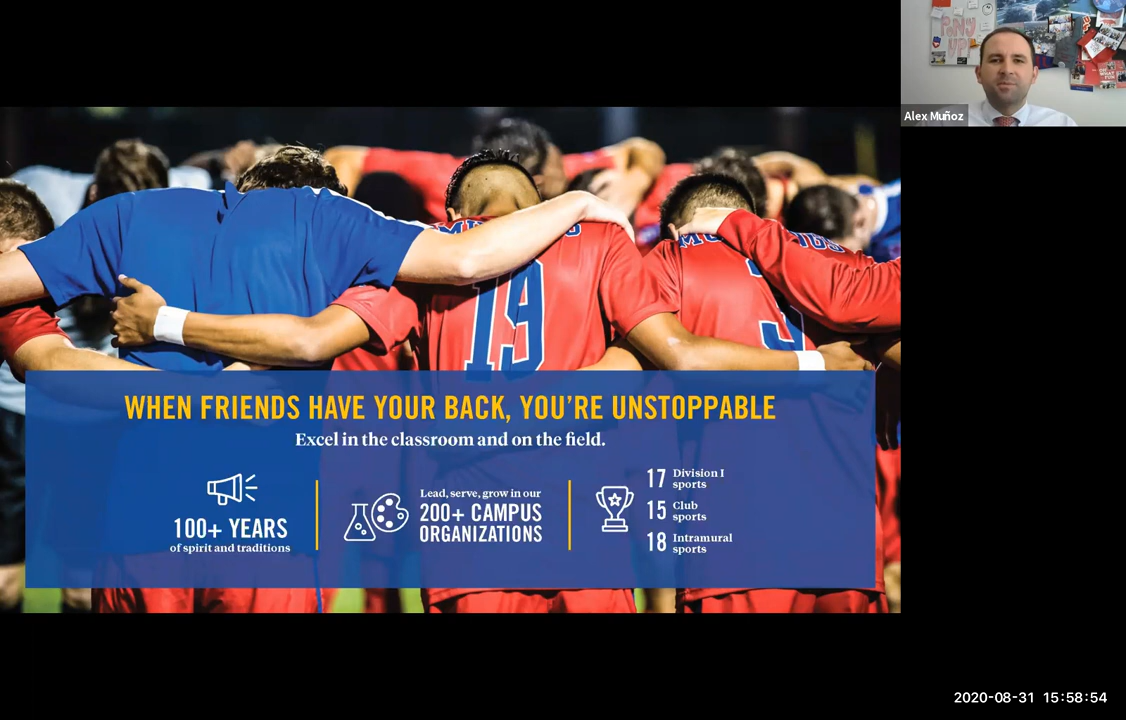 PONY
UP
Alex Muñoz
19
WHEN FRIENDS HAVE YOUR BACK, YOU'RE UNSTOPPABLE
Excel in the classroom and on the field.
100+ YEARS
of spirit and traditions
Lead, serve, grow in our
200+ CAMPUS
ORGANIZATIONS
17 Division I
sports
15 Club
sports
18 Intramural
sports
2020-08-31 15:58:54